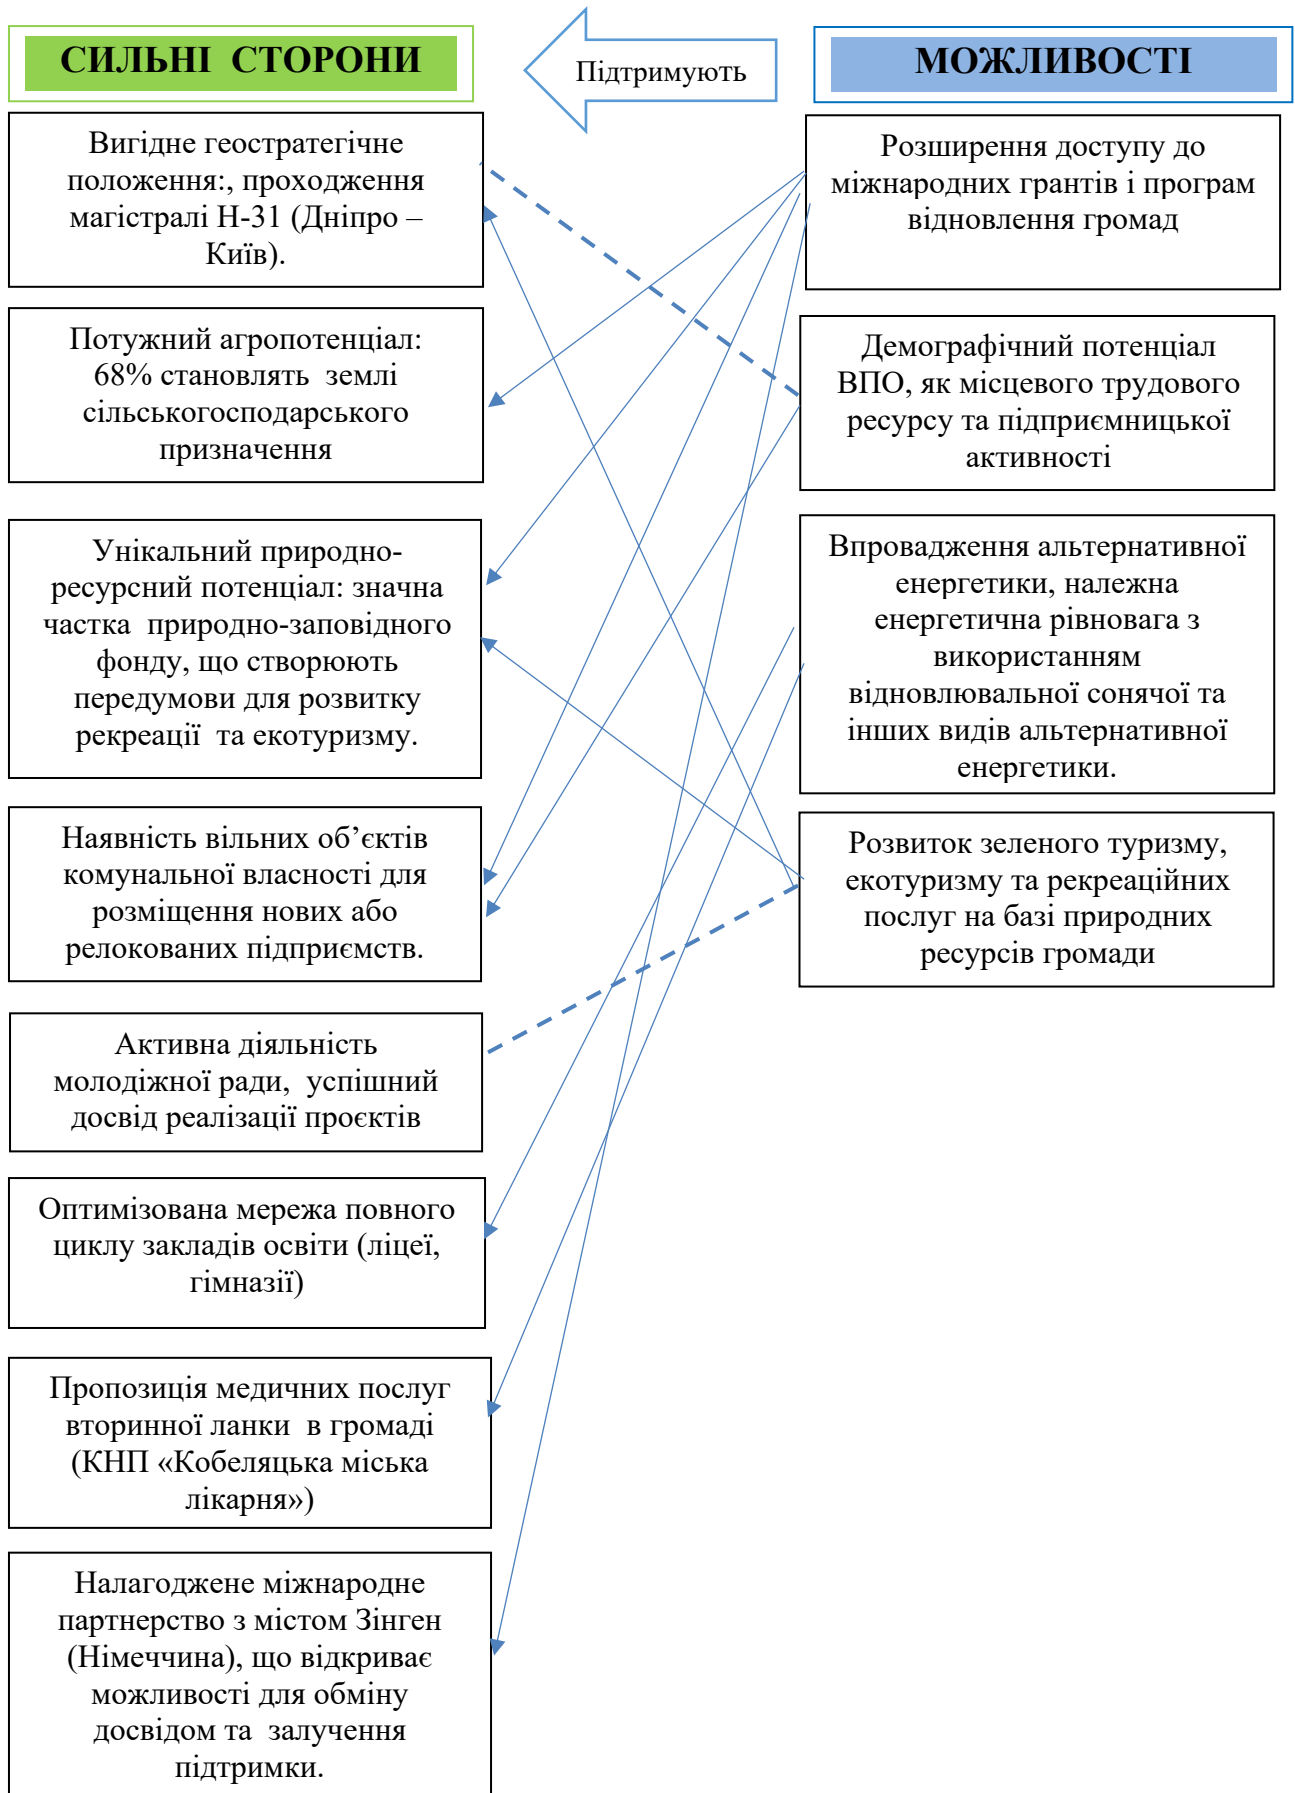 СИЛЬНІ СТОРОНИ
Підтримують
МОЖЛИВОСТІ
Вигідне геостратегічне
положення:, проходження
магістралі Н-31 (Дніпро –
Київ).
Потужний агропотенціал:
68% становлять землі
сільськогосподарського
призначення
Унікальний природно-
ресурсний потенціал: значна
частка природно-заповідного
фонду, що створюють
передумови для розвитку
рекреації та екотуризму.
Наявність вільних об’єктів
комунальної власності для
розміщення нових або
релокованих підприємств.
Активна діяльність
молодіжної ради, успішний
досвід реалізації проєктів
Оптимізована мережа повного
циклу закладів освіти (ліцеї,
гімназії)
Пропозиція медичних послуг
вторинної ланки в громаді
(КНП «Кобеляцька міська
лікарня»)
Налагоджене міжнародне
партнерство з містом Зінген
(Німеччина), що відкриває
можливості для обміну
досвідом та залучення
підтримки.
Розширення доступу до
міжнародних грантів і програм
відновлення громад
Демографічний потенціал
ВПО, як місцевого трудового
ресурсу та підприємницької
активності
Впровадження альтернативної
енергетики, належна
енергетична рівновага з
використанням
відновлювальної сонячої та
інших видів альтернативної
енергетики.
Розвиток зеленого туризму,
екотуризму та рекреаційних
послуг на базі природних
ресурсів громади